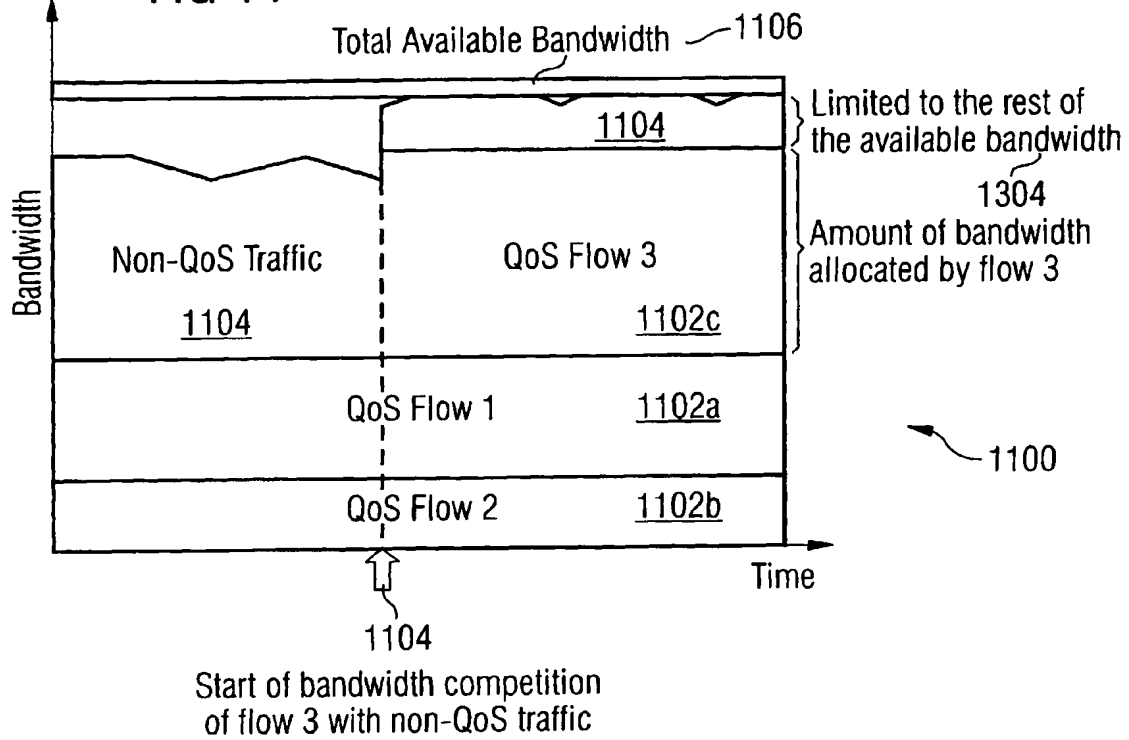 Total Available Bandwidth 1106
Limited to the rest of
the available bandwidth
1104
1304
Bandwidth
Non-QoS Traffic
1104
QoS Flow 3
1102c
Amount of bandwidth
allocated by flow 3
QoS Flow 1 1102a
1100
QoS Flow 2 1102b
Time
1104
Start of bandwidth competition
of flow 3 with non-QoS traffic